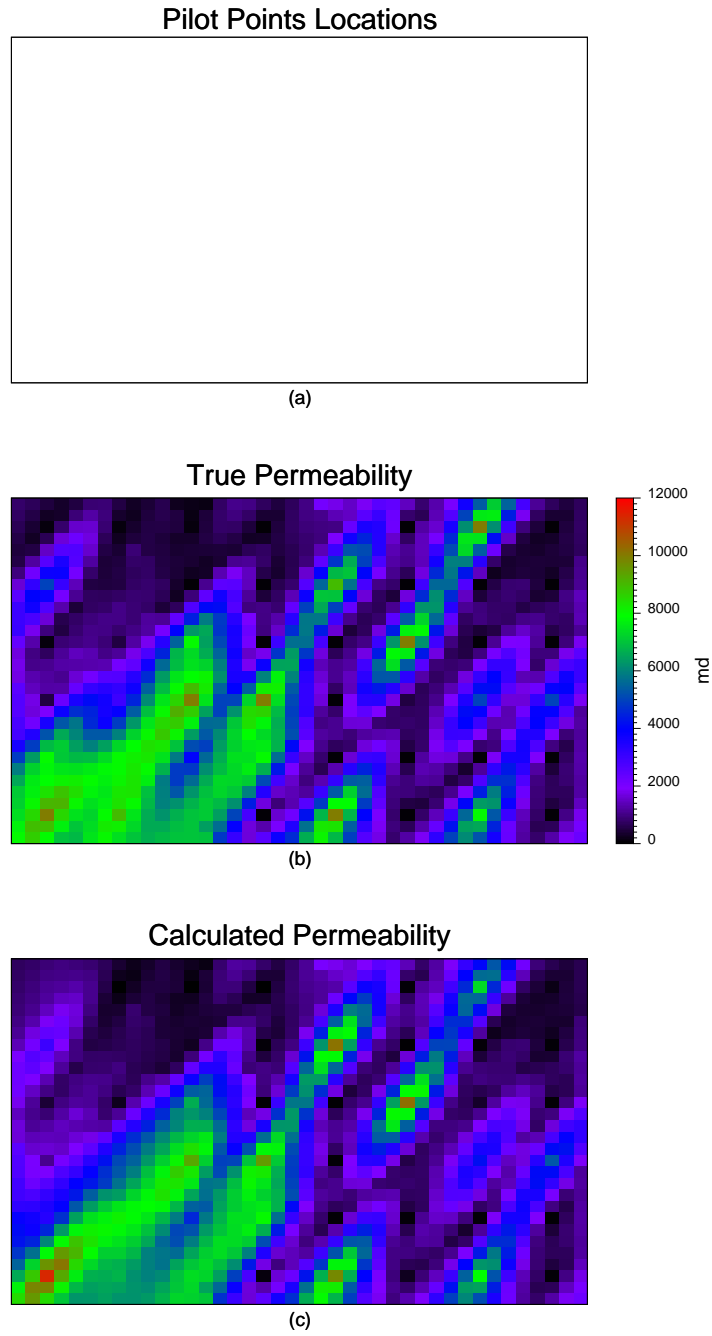 Pilot Points Locations
(a)
True Permeability
12000
10000
8000
6000
4000
2000
0
md
(b)
Calculated Permeability
(c)